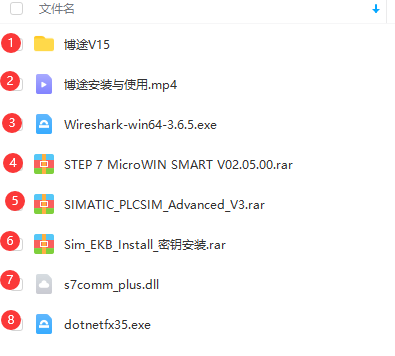 文件名
1 博途V15
2 博途安装与使用.mp4
3 Wireshark-win64-3.6.5.exe
4 STEP 7 MicroWIN SMART V02.05.00.rar
5 SIMATIC_PLCSIM_Advanced_V3.rar
6 Sim_EKB_Install_密钥安装.rar
7 s7comm_plus.dll
8 dotnetfx35.exe